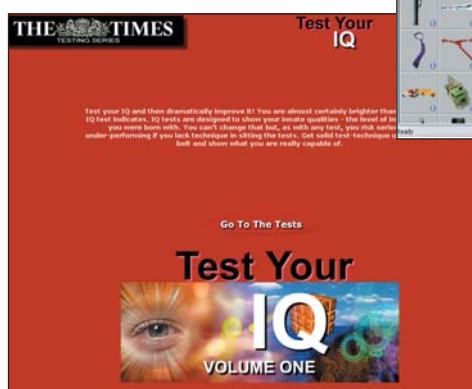 THE TIMES
TESTING SERIES
Test Your
IQ
Test your IQ and then dramatically improve it! You are almost certainly brighter than
IQ test indicates. IQ tests are designed to show your innate qualities - the level of in
you were born with. You can't change that but, as with any test, you risk serio
under-performing if you lack technique in sitting the tests. Get solid test-technique u
belt and show what you are really capable of.
Go To The Tests
Test Your
IQ
VOLUME ONE